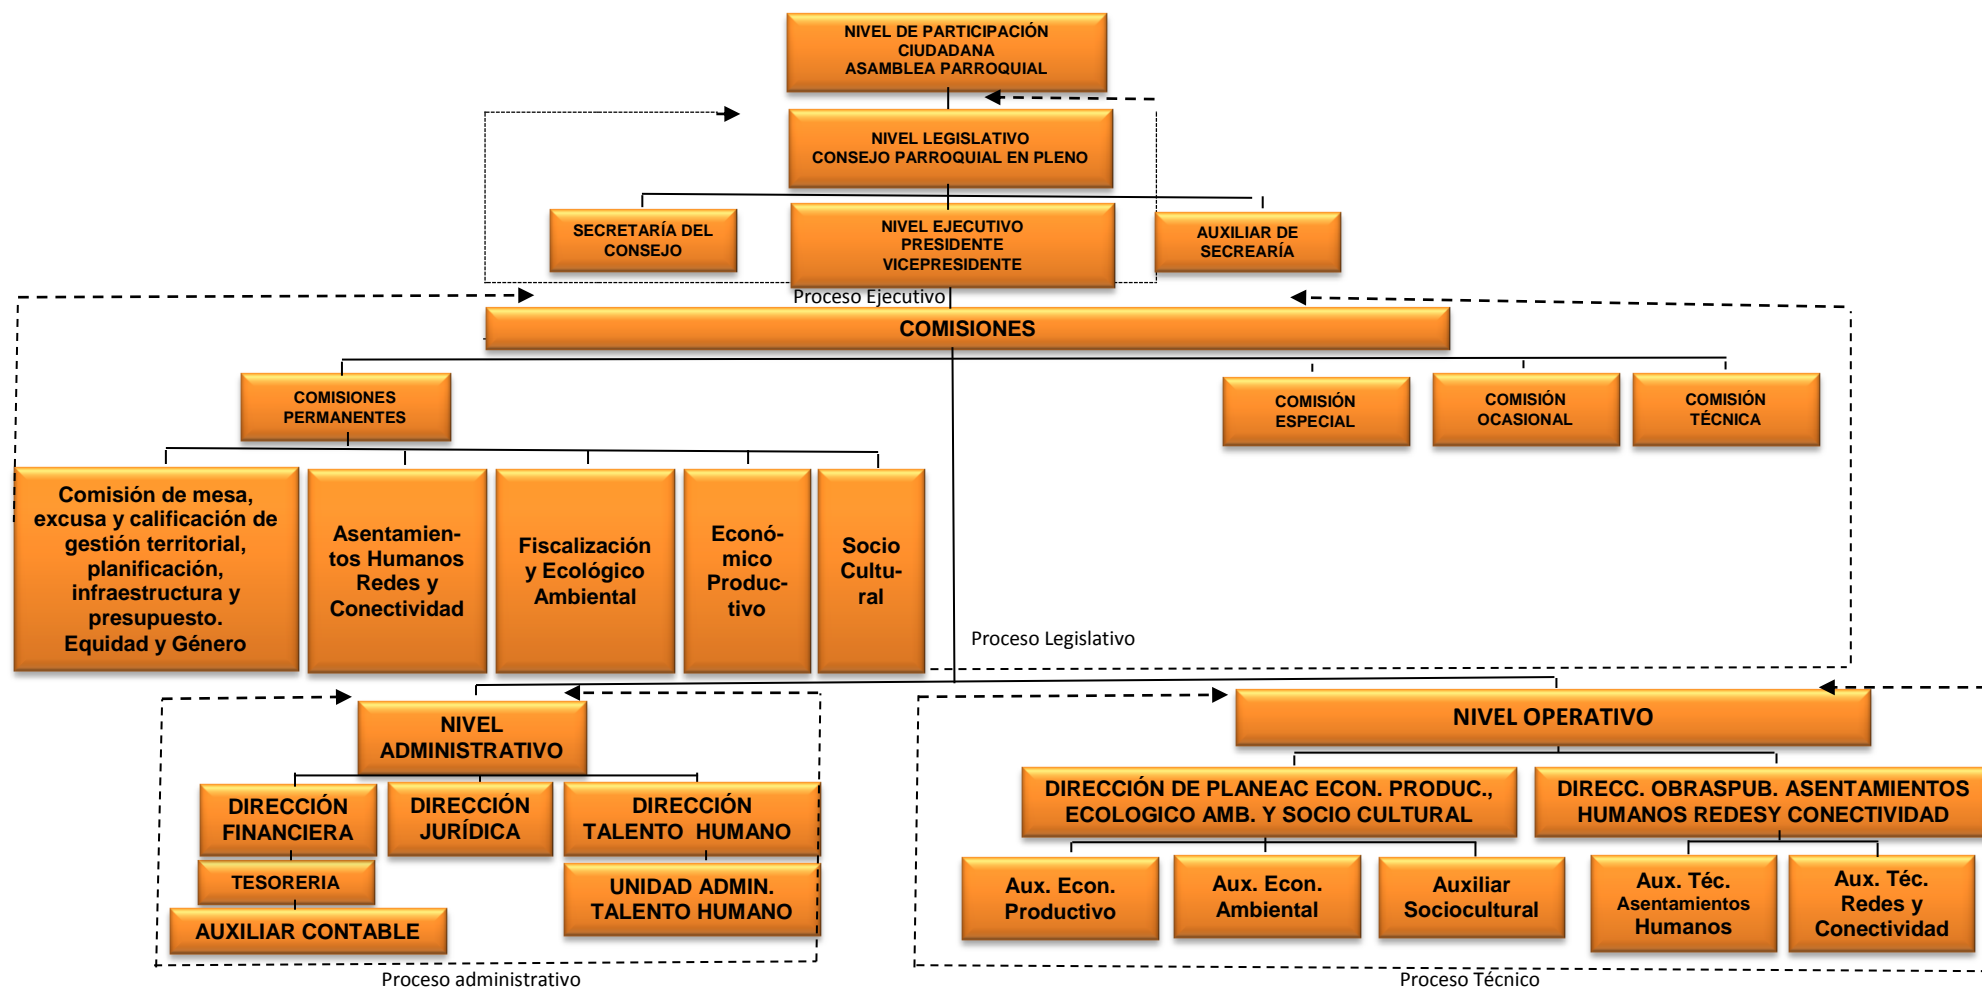 NIVEL DE PARTICIPACIÓN
CIUDADANA
ASAMBLEA PARROQUIAL
NIVEL LEGISLATIVO
CONSEJO PARROQUIAL EN PLENO
SECRETARÍA DEL
CONSEJO
NIVEL EJECUTIVO
PRESIDENTE
VICEPRESIDENTE
AUXILIAR DE
SECREARÍA
Proceso Ejecutivo
COMISIONES
COMISIONES
PERMANENTES
COMISIÓN
ESPECIAL
COMISIÓN
OCASIONAL
COMISIÓN
TÉCNICA
Comisión de mesa,
excusa y calificación de
gestión territorial,
planificación,
infraestructura y
presupuesto.
Equidad y Género
Asentamien-
tos Humanos
Redes y
Conectividad
Fiscalización
y Ecológico
Ambiental
Econó-
mico
Produc-
tivo
Socio
Cultu-
ral
Proceso Legislativo
NIVEL
ADMINISTRATIVO
NIVEL OPERATIVO
DIRECCIÓN
FINANCIERA
DIRECCIÓN
JURÍDICA
DIRECCIÓN
TALENTO HUMANO
DIRECCIÓN DE PLANEAC ECON. PRODUC.,
ECOLOGICO AMB. Y SOCIO CULTURAL
DIRECC. OBRASPUB. ASENTAMIENTOS
HUMANOS REDESY CONECTIVIDAD
TESORERIA
AUXILIAR CONTABLE
UNIDAD ADMIN.
TALENTO HUMANO
Aux. Econ.
Productivo
Aux. Econ.
Ambiental
Auxiliar
Sociocultural
Aux. Téc.
Asentamientos
Humanos
Aux. Téc.
Redes y
Conectividad
Proceso administrativo
Proceso Técnico